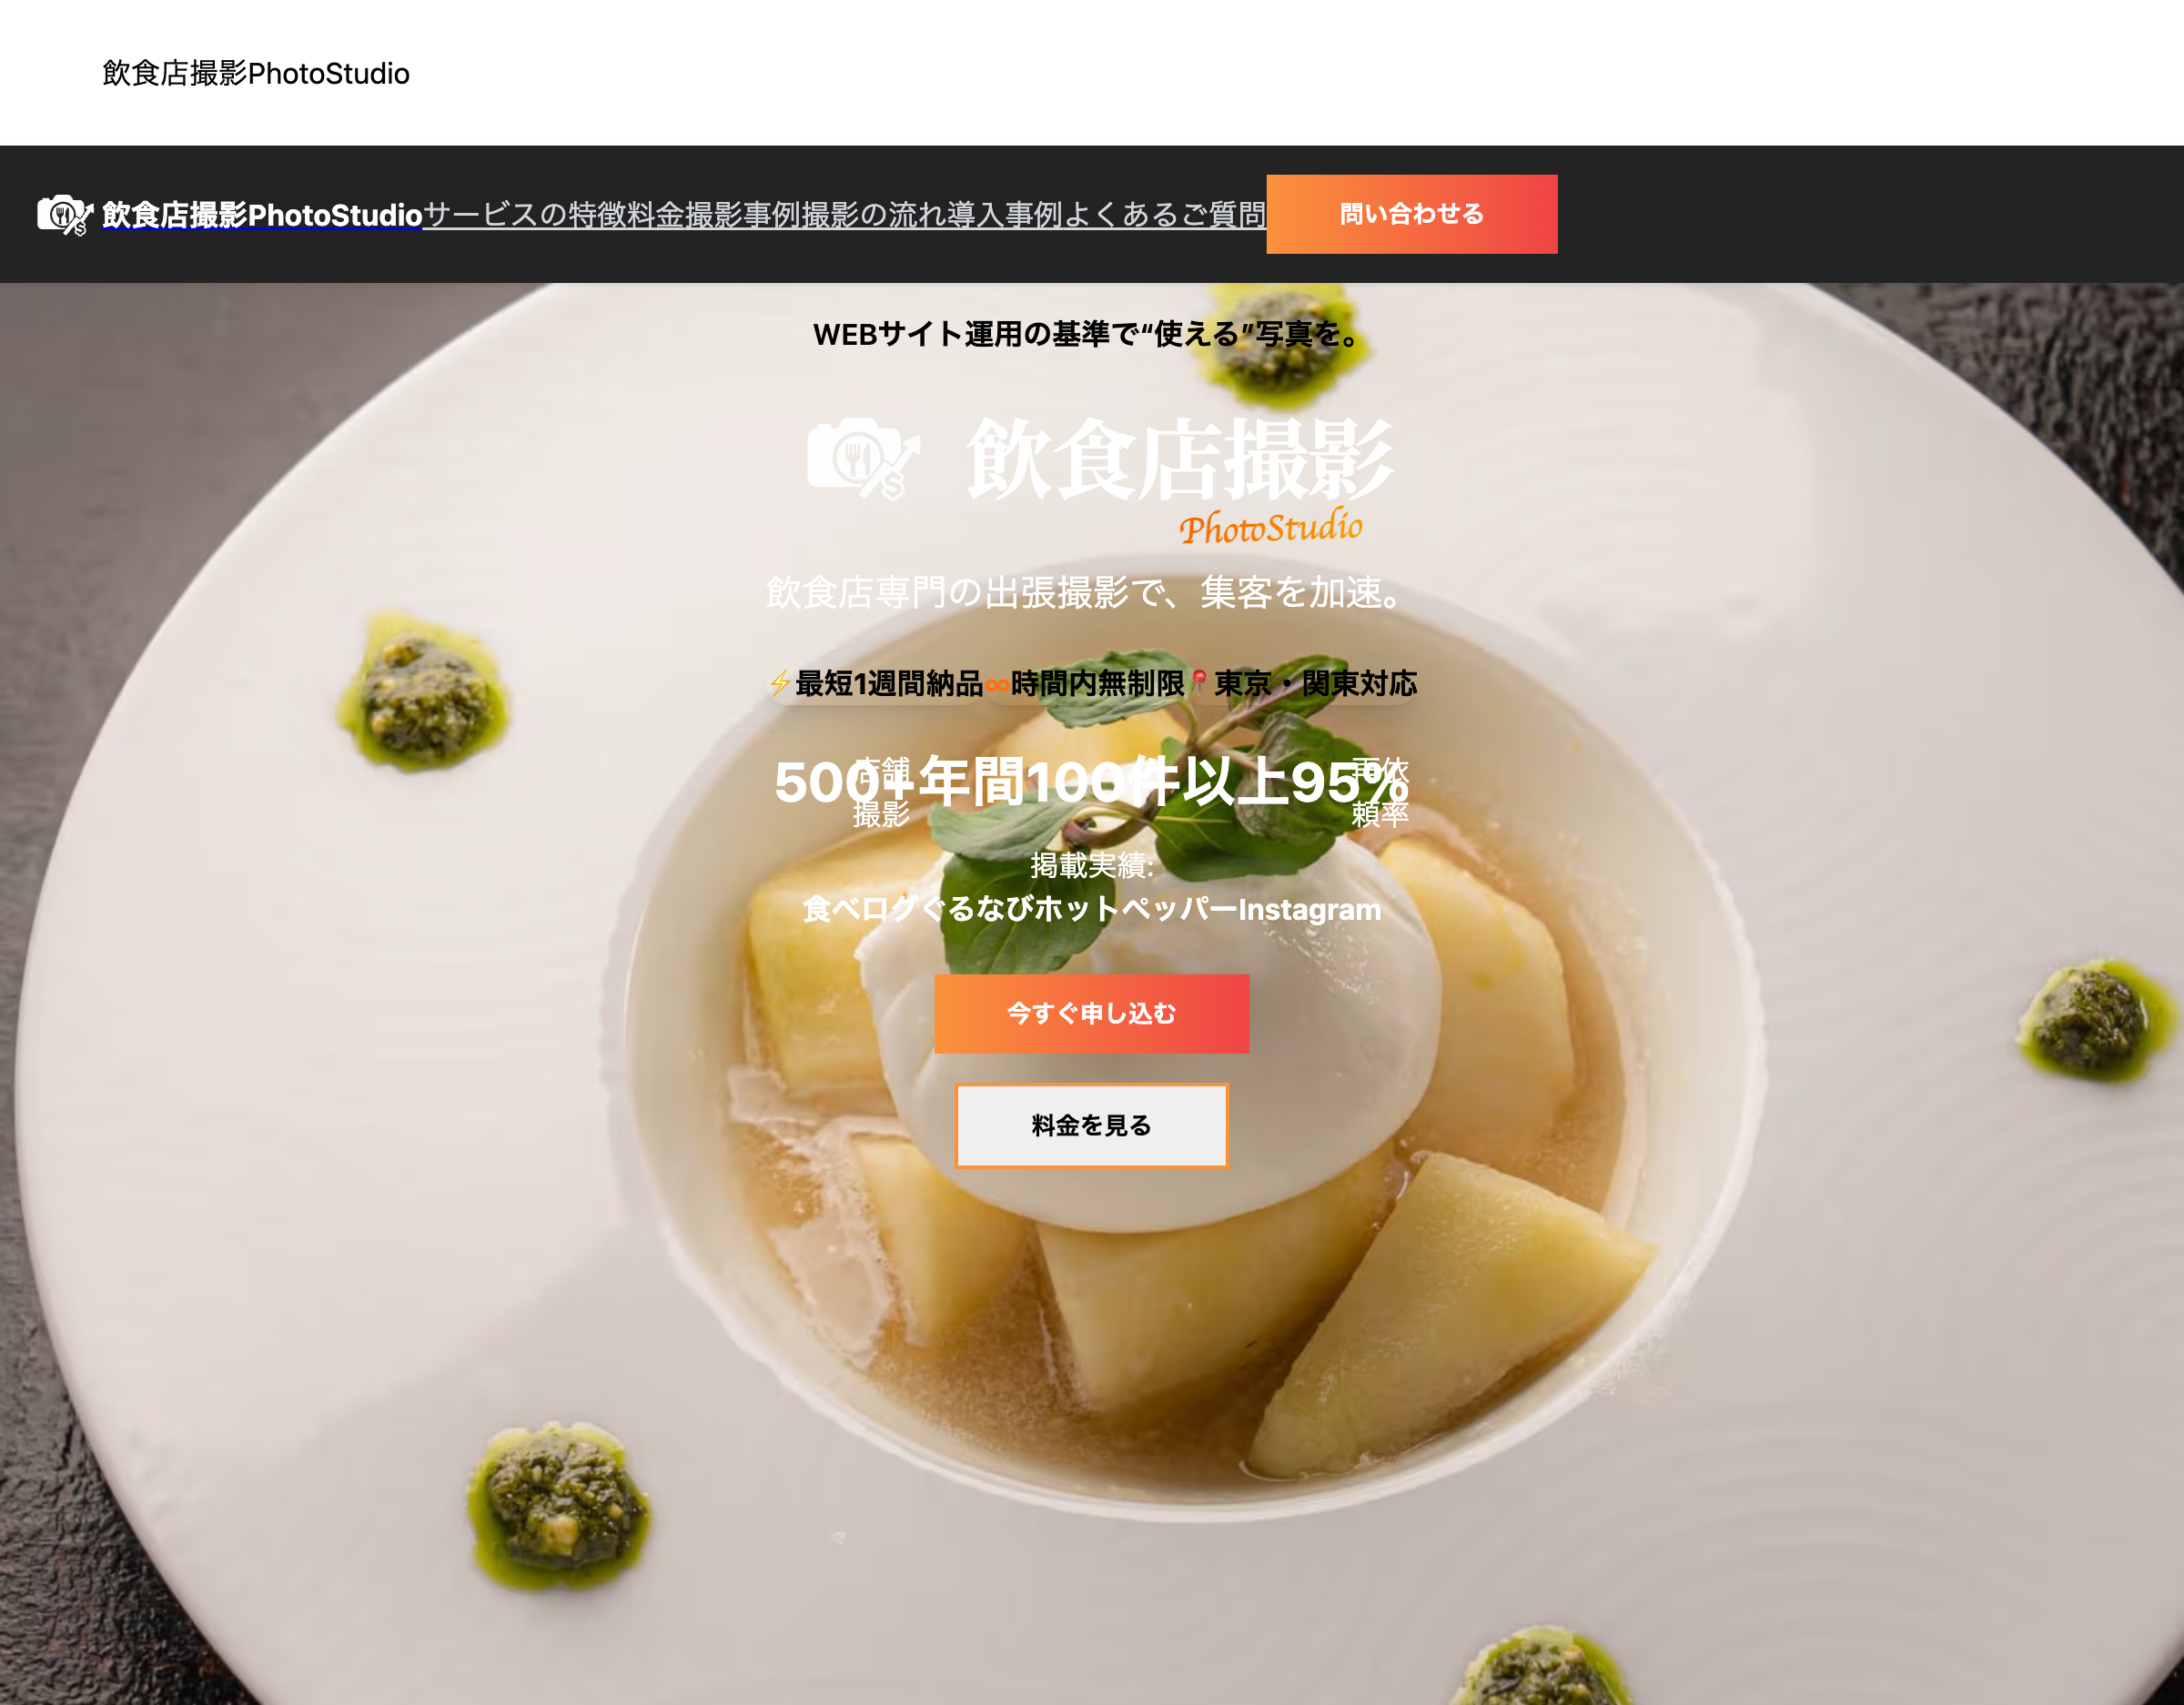 飲食店撮影PhotoStudio
飲食店撮影PhotoStudioサービスの特徴料金撮影事例撮影の流れ導入事例よくあるご質問 問い合わせる
WEBサイト運用の基準で“使える”写真を。
飲食店撮影
PhotoStudio
飲食店専門の出張撮影で、集客を加速。
⚡最短1週間納品∞時間内無制限📍東京・関東対応
500+年間100件以上95%
店舗撮影
再依頼率
掲載実績:
食べログぐるなびホットペッパーInstagram
今すぐ申し込む
料金を見る